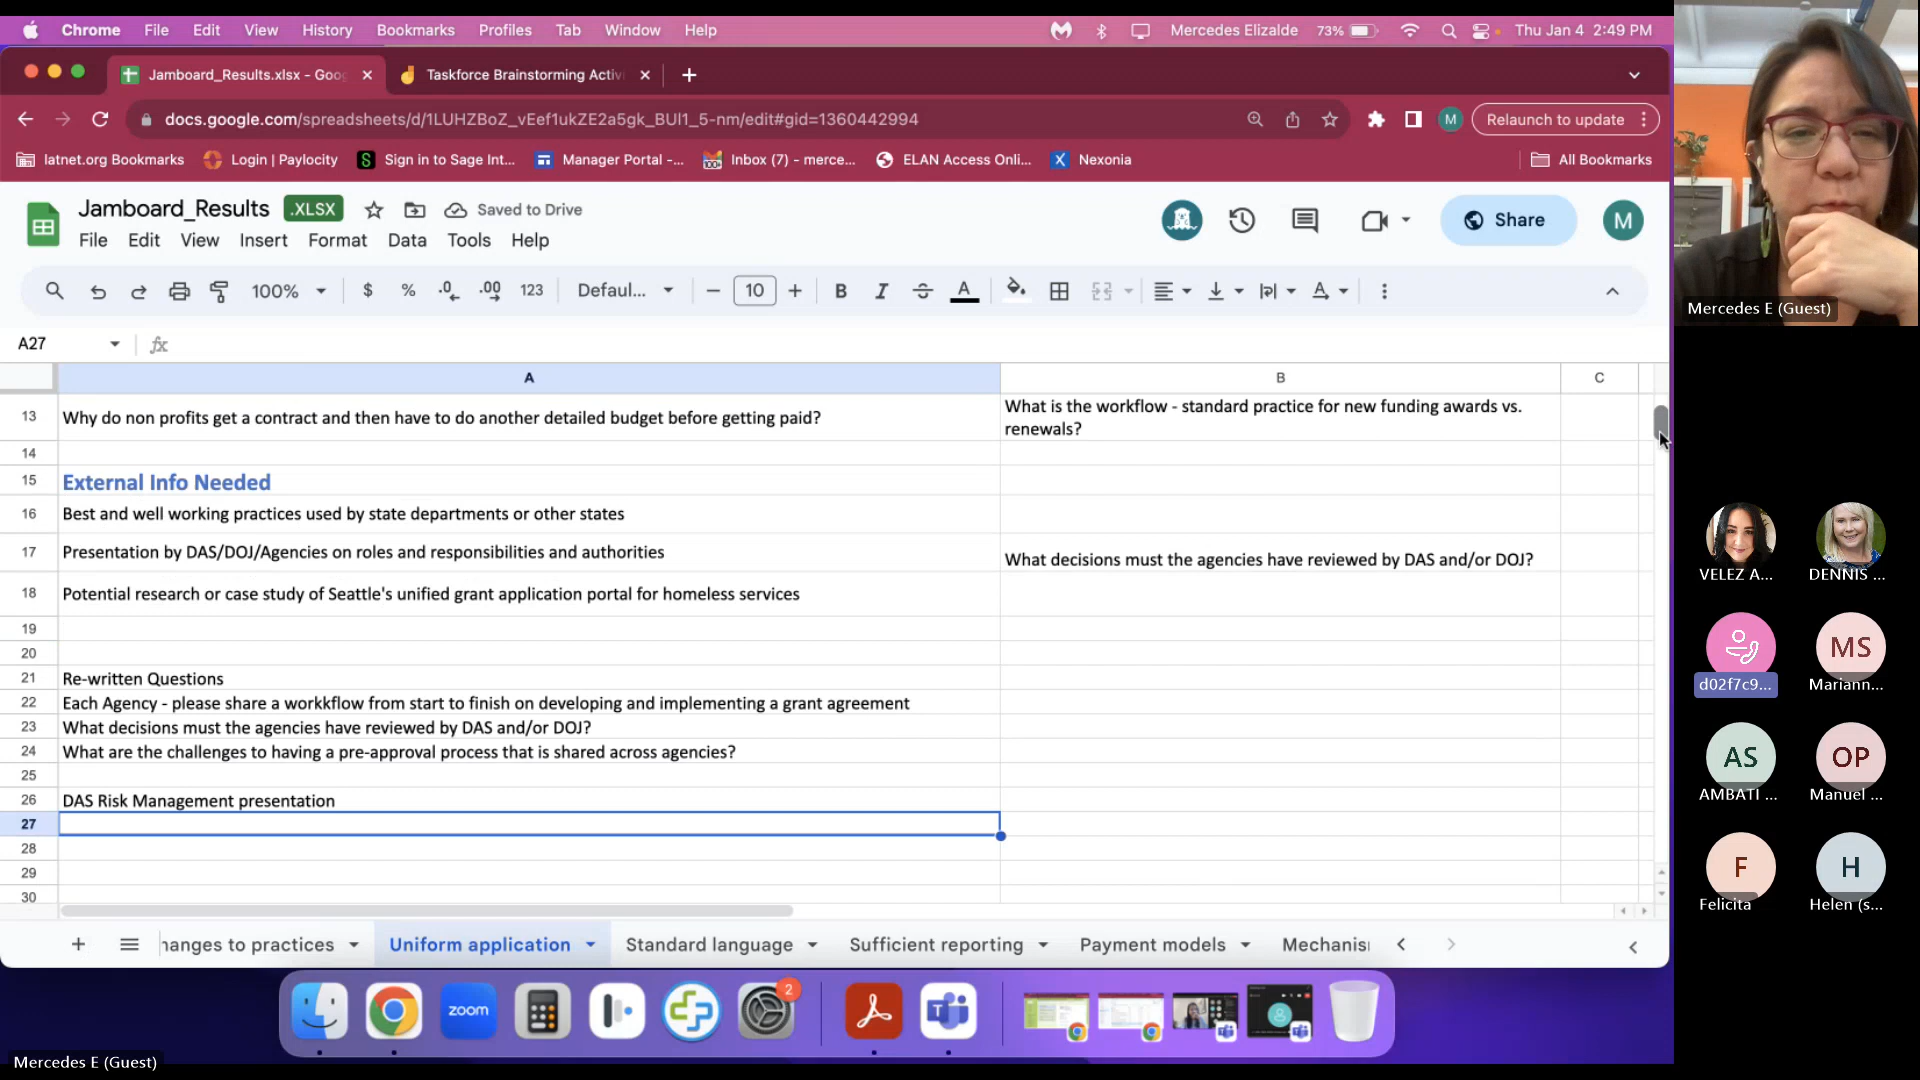 Chrome File Edit View History Bookmarks Profiles Tab Window Help Mercedes Elizalde 73% Thu Jan 4 2:49 PM
Jamboard_Results.xlsx - Goo Taskforce Brainstorming Activi
docs.google.com/spreadsheets/d/1LUHZBoZ_vEef1ukZE2a5gk_BUI1_5-nm/edit#gid=1360442994 M Relaunch to update
latnet.org Bookmarks Login | Paylocity Sign in to Sage Int... Manager Portal -... Inbox (7) - merce... ELAN Access Onli... Nexonia All Bookmarks
Jamboard_Results .XLSX Saved to Drive Share M
File Edit View Insert Format Data Tools Help
100% $ % .0 .00 123 Defaul... 10 B I A
A27 fx
A B C
13 Why do non profits get a contract and then have to do another detailed budget before getting paid? What is the workflow - standard practice for new funding awards vs.
renewals?
14
15 External Info Needed
16 Best and well working practices used by state departments or other states
17 Presentation by DAS/DOJ/Agencies on roles and responsibilities and authorities What decisions must the agencies have reviewed by DAS and/or DOJ?
18 Potential research or case study of Seattle's unified grant application portal for homeless services
19
20
21 Re-written Questions
22 Each Agency - please share a workkflow from start to finish on developing and implementing a grant agreement
23 What decisions must the agencies have reviewed by DAS and/or DOJ?
24 What are the challenges to having a pre-approval process that is shared across agencies?
25
26 DAS Risk Management presentation
27
28
29
30
hanges to practices Uniform application Standard language Sufficient reporting Payment models Mechanis
zoom 2
Mercedes E (Guest)
Mercedes E (Guest)
VELEZ A... DENNIS ...
MS
d02f7c9... Mariann...
AS OP
AMBATI ... Manuel ...
F H
Felicita Helen (s...